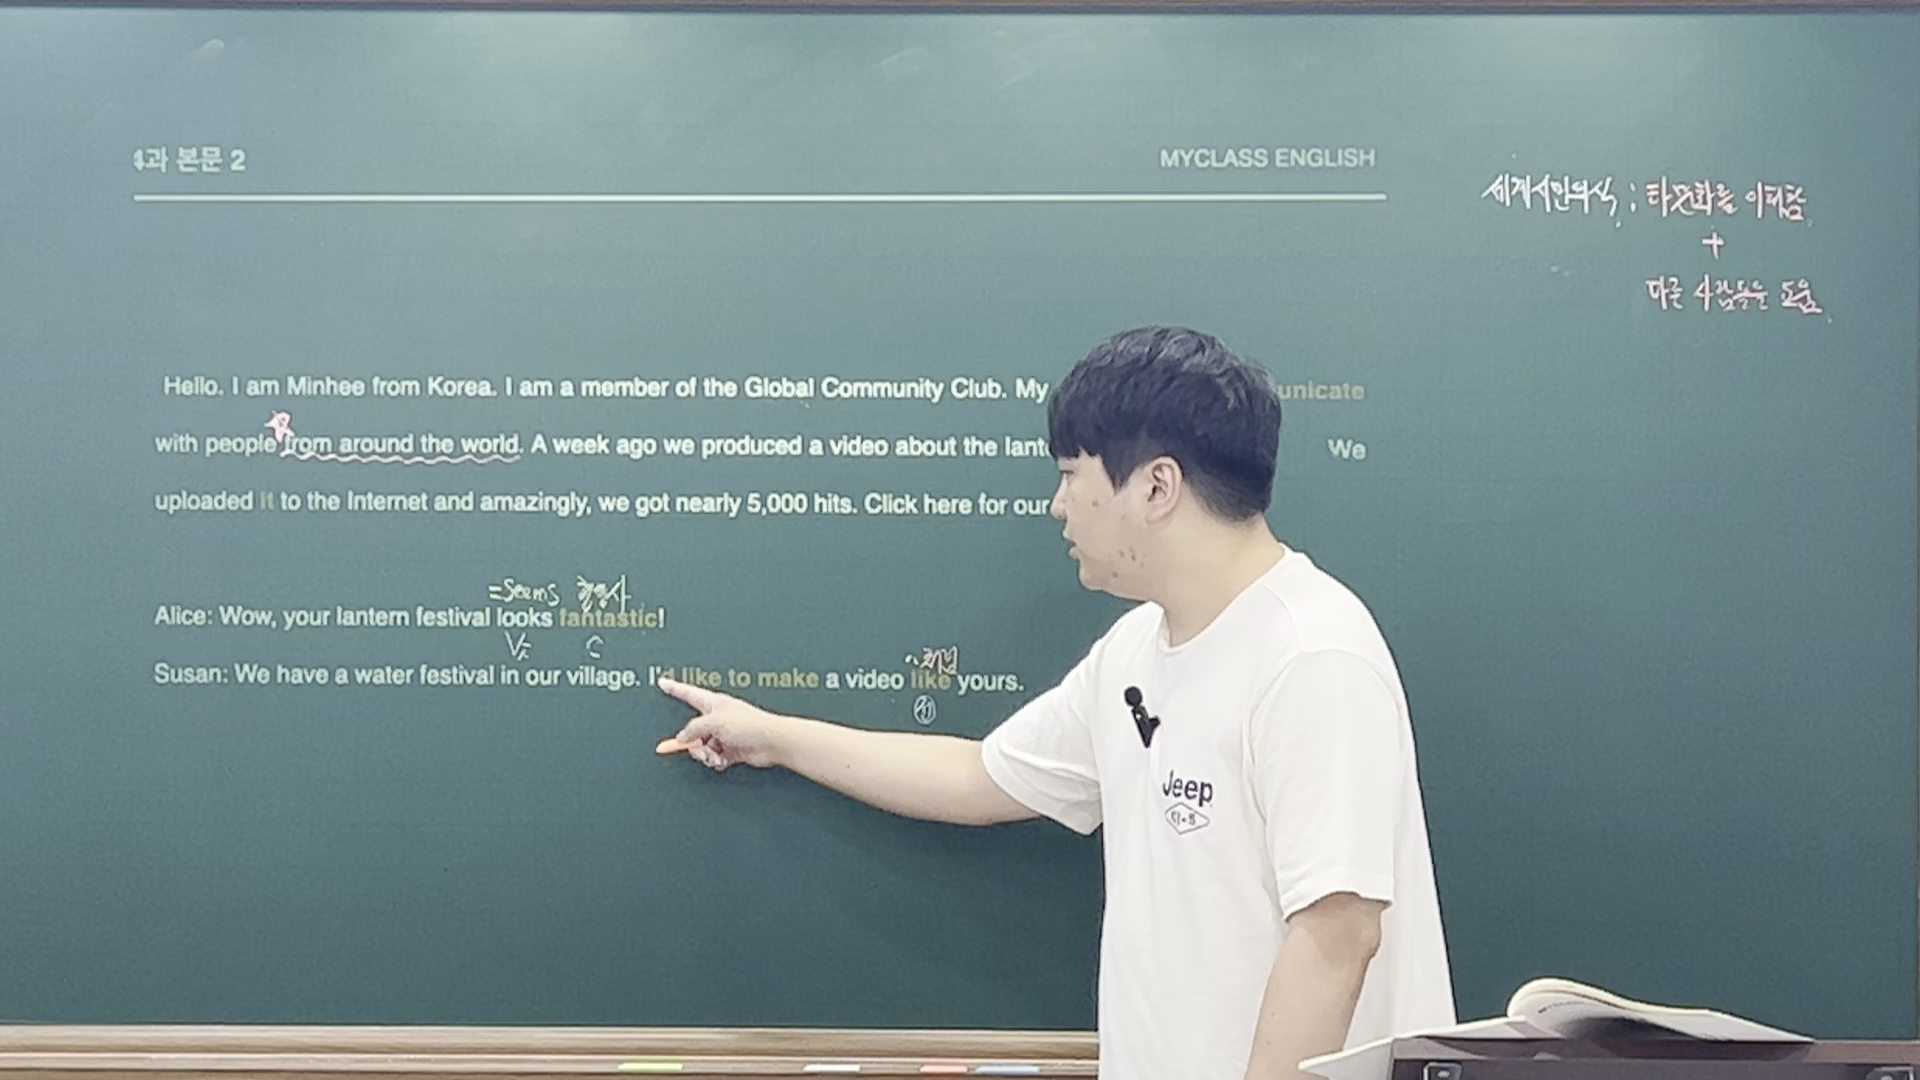 4과 본문 2
MYCLASS ENGLISH
세계시민의식 : 타문화를 이해함
+
다른 사람들을 도움
Hello. I am Minhee from Korea. I am a member of the Global Community Club. My unicate
with people from around the world. A week ago we produced a video about the lant We
uploaded it to the Internet and amazingly, we got nearly 5,000 hits. Click here for our
=seems 형용사
Alice: Wow, your lantern festival looks fantastic!
V C
~처럼
Susan: We have a water festival in our village. I'd like to make a video like yours.
전
Jeep